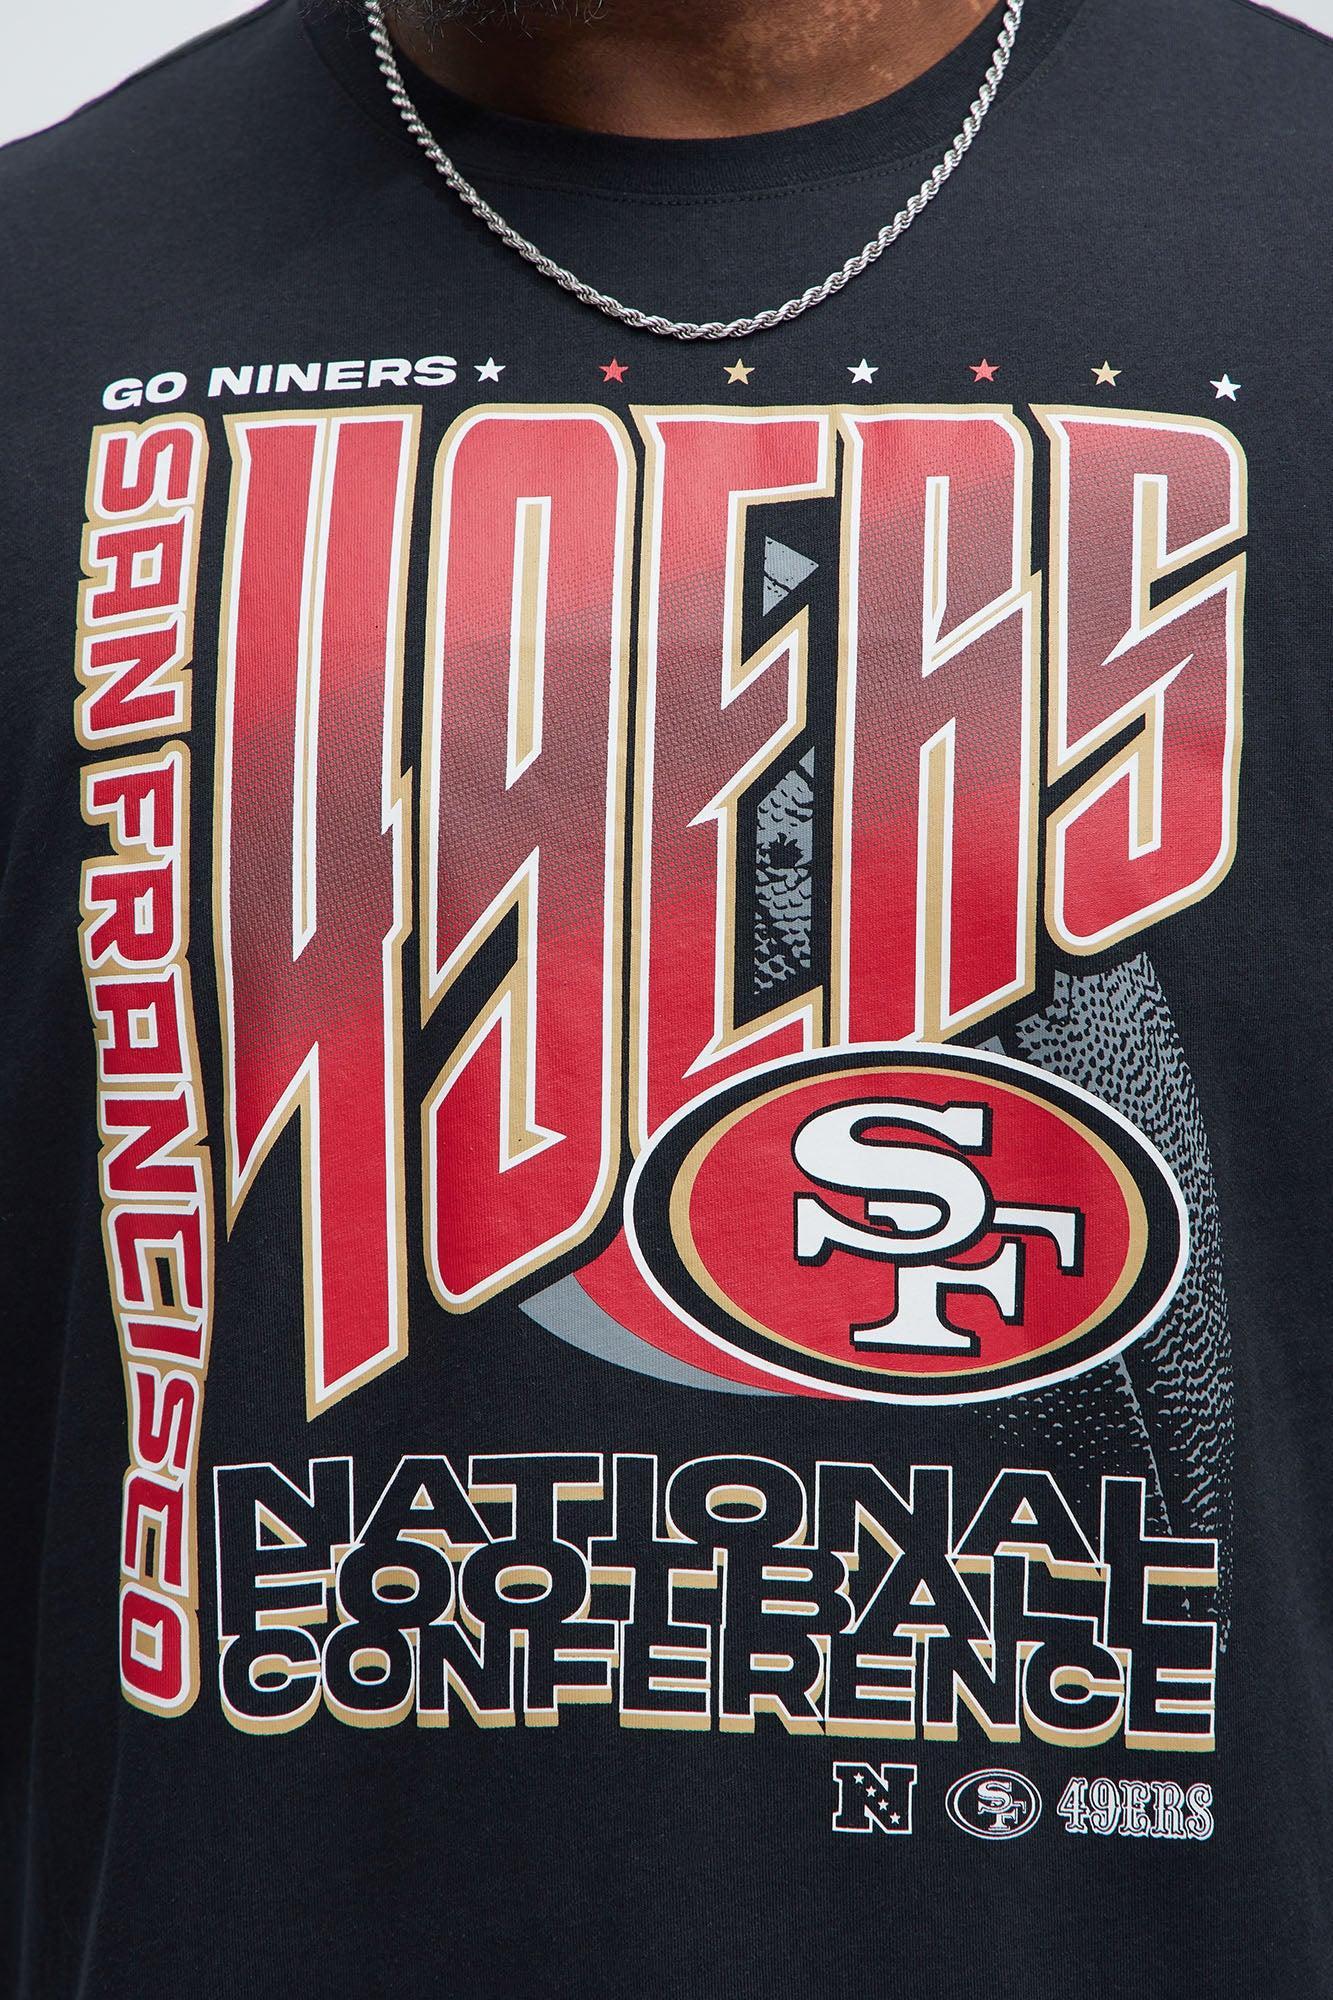 GO NINERS
SAN FRANCISCO
49ERS
SF
NATIONAL
FOOTBALL
CONFERENCE
N SF 49ERS